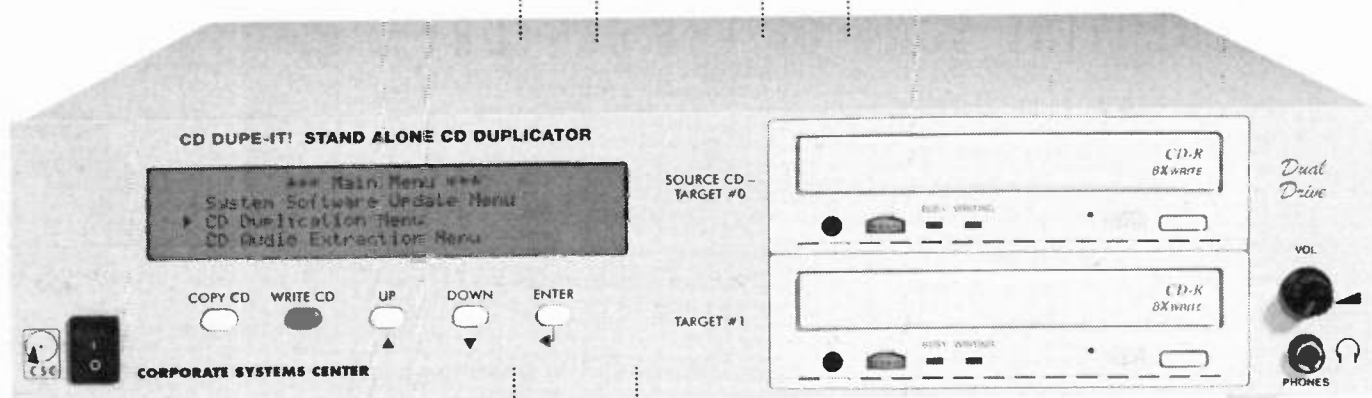 CD DUPE-IT! STAND ALONE CD DUPLICATOR
*** Main Menu ***
System Software Update Menu
▶ CD Duplication Menu
CD Audio Extraction Menu
COPY CD
WRITE CD
UP
DOWN
ENTER
CSC
I
O
CORPORATE SYSTEMS CENTER
SOURCE CD –
TARGET #0
CD-R
8X WRITE
BUSY WRITING
TARGET #1
CD-R
8X WRITE
BUSY WRITING
Dual
Drive
VOL
PHONES